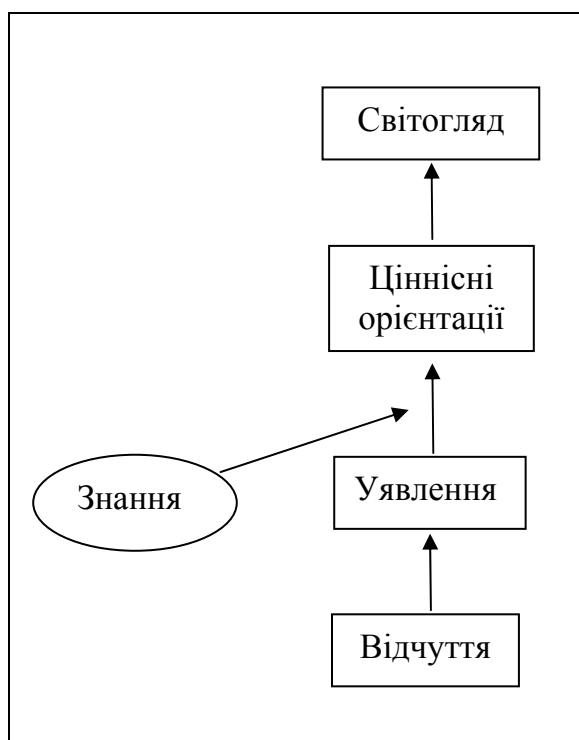 Світогляд
Ціннісні
орієнтації
Знання
Уявлення
Відчуття